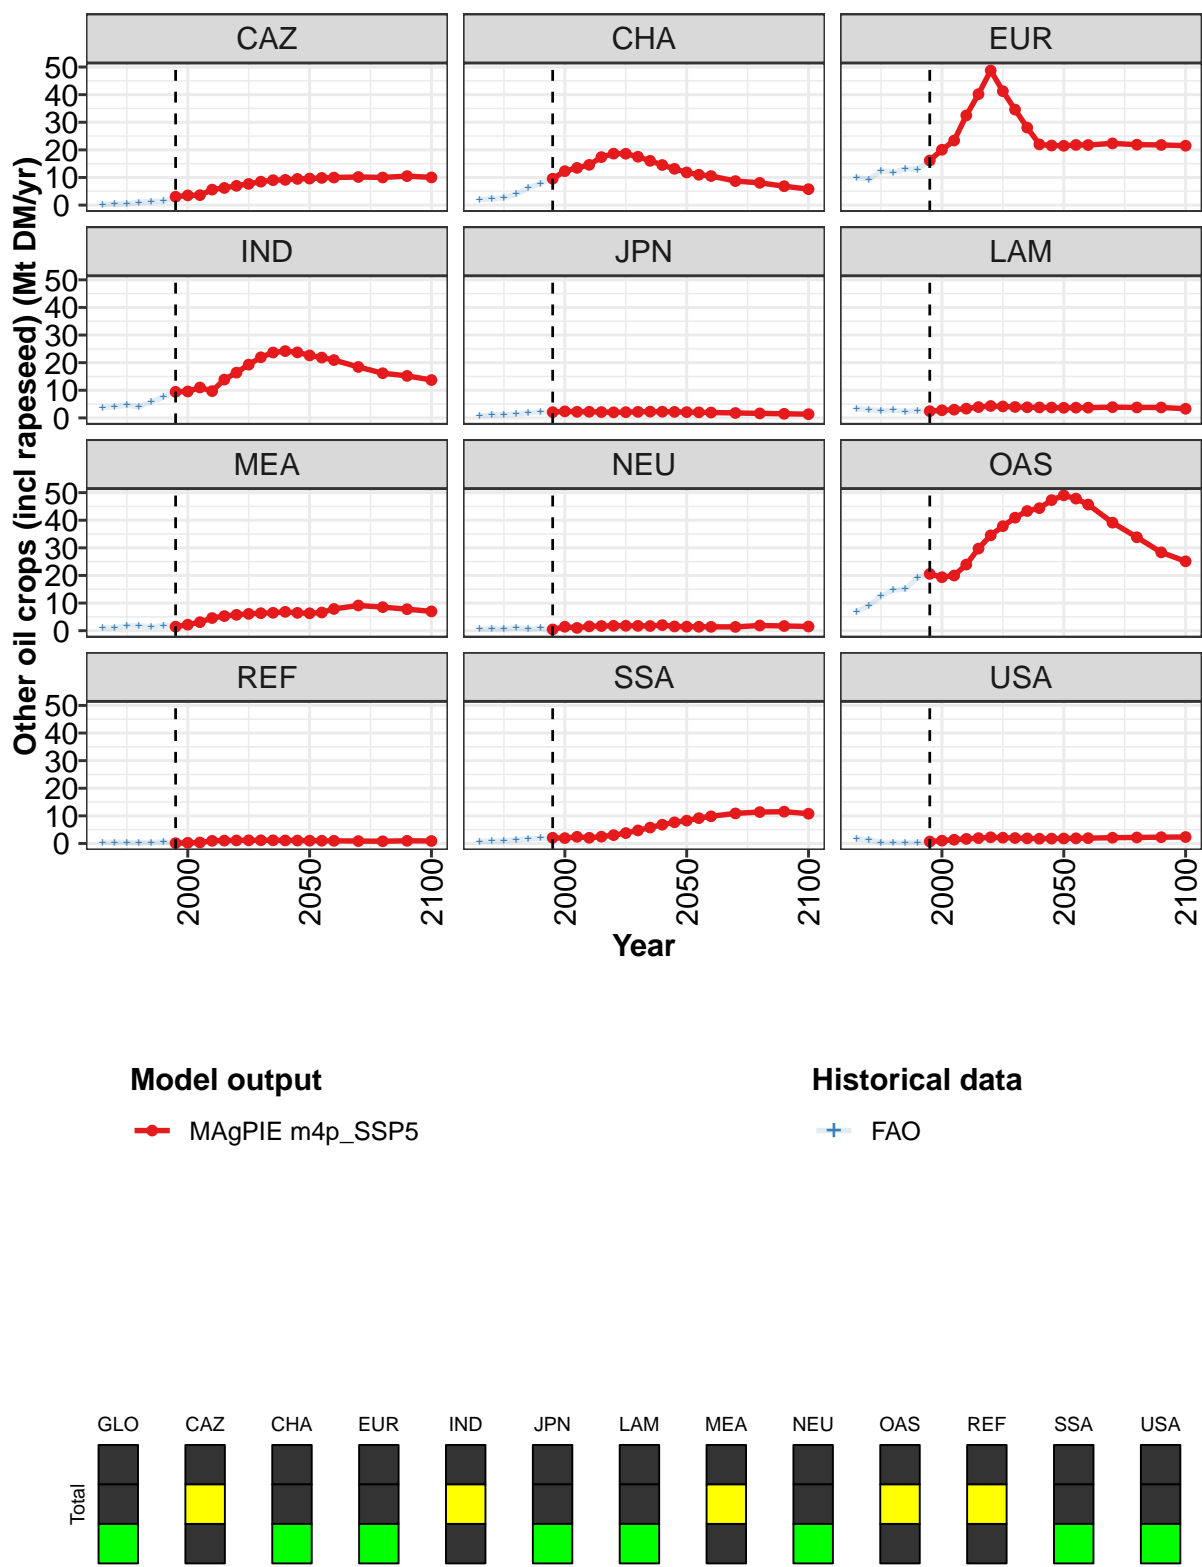 CAZ CHA EUR
50
40
30
20
10
0
IND JPN LAM
50
40
30
20
10
0
MEA NEU OAS
50
40
30
20
10
0
REF SSA USA
50
40
30
20
10
0
Other oil crops (incl rapeseed) (Mt DM/yr)
2000 2050 2100 2000 2050 2100 2000 2050 2100
Year
Model output Historical data
MAgPIE m4p_SSP5 FAO
GLO CAZ CHA EUR IND JPN LAM MEA NEU OAS REF SSA USA
Total